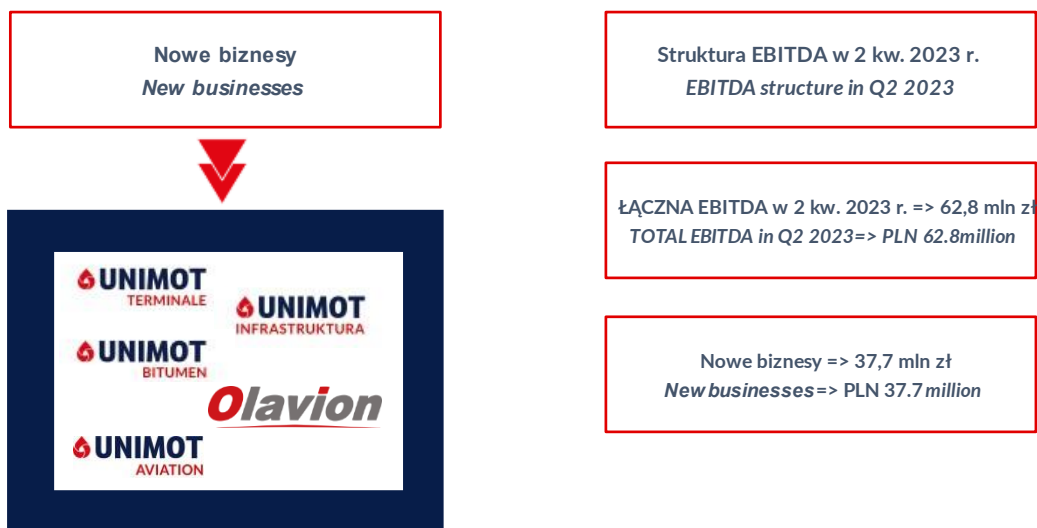 Nowe biznesy
New businesses
UNIMOT
TERMINALE
UNIMOT
INFRASTRUKTURA
UNIMOT
BITUMEN
Olavion
UNIMOT
AVIATION
Struktura EBITDA w 2 kw. 2023 r.
EBITDA structure in Q2 2023
ŁĄCZNA EBITDA w 2 kw. 2023 r. => 62,8 mln zł
TOTAL EBITDA in Q2 2023=> PLN 62.8million
Nowe biznesy => 37,7 mln zł
New businesses=> PLN 37.7 million